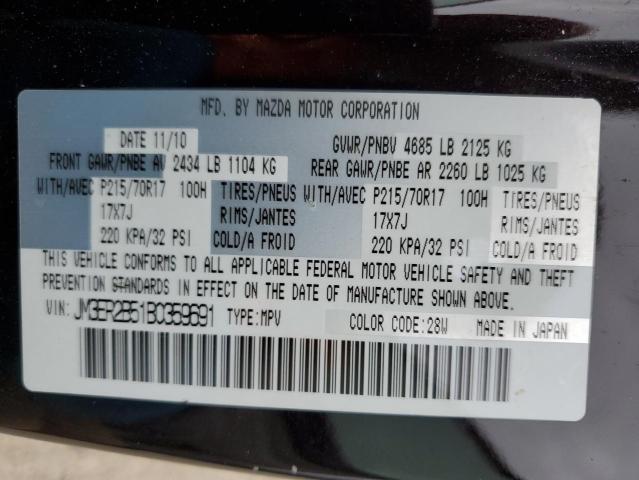 MFD. BY MAZDA MOTOR CORPORATION
DATE 11/10 GVWR/PNBV 4685 LB 2125 KG
FRONT GAWR/PNBE AV 2434 LB 1104 KG REAR GAWR/PNBE AR 2260 LB 1025 KG
WITH/AVEC P215/70R17 100H TIRES/PNEUS WITH/AVEC P215/70R17 100H TIRES/PNEUS
17X7J RIMS/JANTES 17X7J RIMS/JANTES
220 KPA/32 PSI COLD/A FROID 220 KPA/32 PSI COLD/A FROID
THIS VEHICLE CONFORMS TO ALL APPLICABLE FEDERAL MOTOR VEHICLE SAFETY AND THEFT
PREVENTION STANDARDS IN EFFECT ON THE DATE OF MANUFACTURE SHOWN ABOVE.
VIN: JM3ER2B51B0359691 TYPE:MPV COLOR CODE:28W MADE IN JAPAN